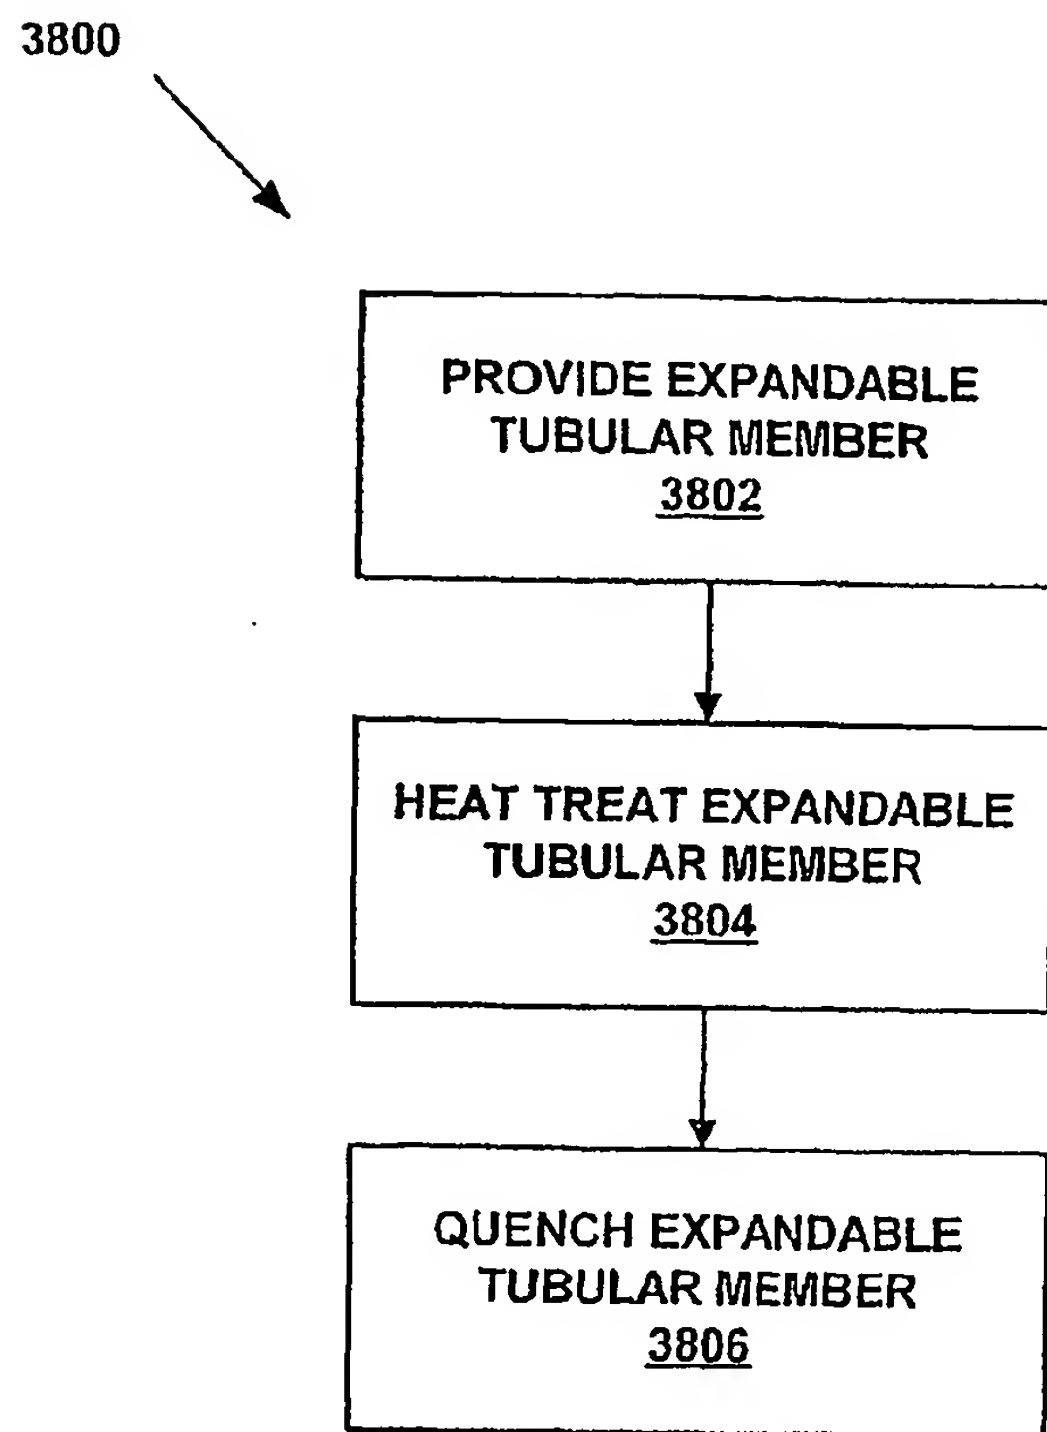 3800
PROVIDE EXPANDABLE
TUBULAR MEMBER
3802
HEAT TREAT EXPANDABLE
TUBULAR MEMBER
3804
QUENCH EXPANDABLE
TUBULAR MEMBER
3806